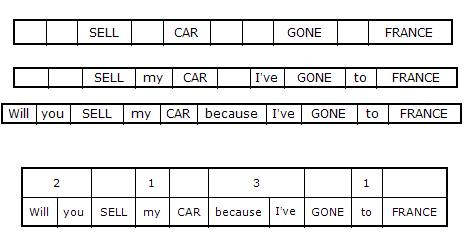 SELL CAR GONE FRANCE
SELL my CAR I've GONE to FRANCE
Will you SELL my CAR because I've GONE to FRANCE
2 1 3 1
Will you SELL my CAR because I've GONE to FRANCE